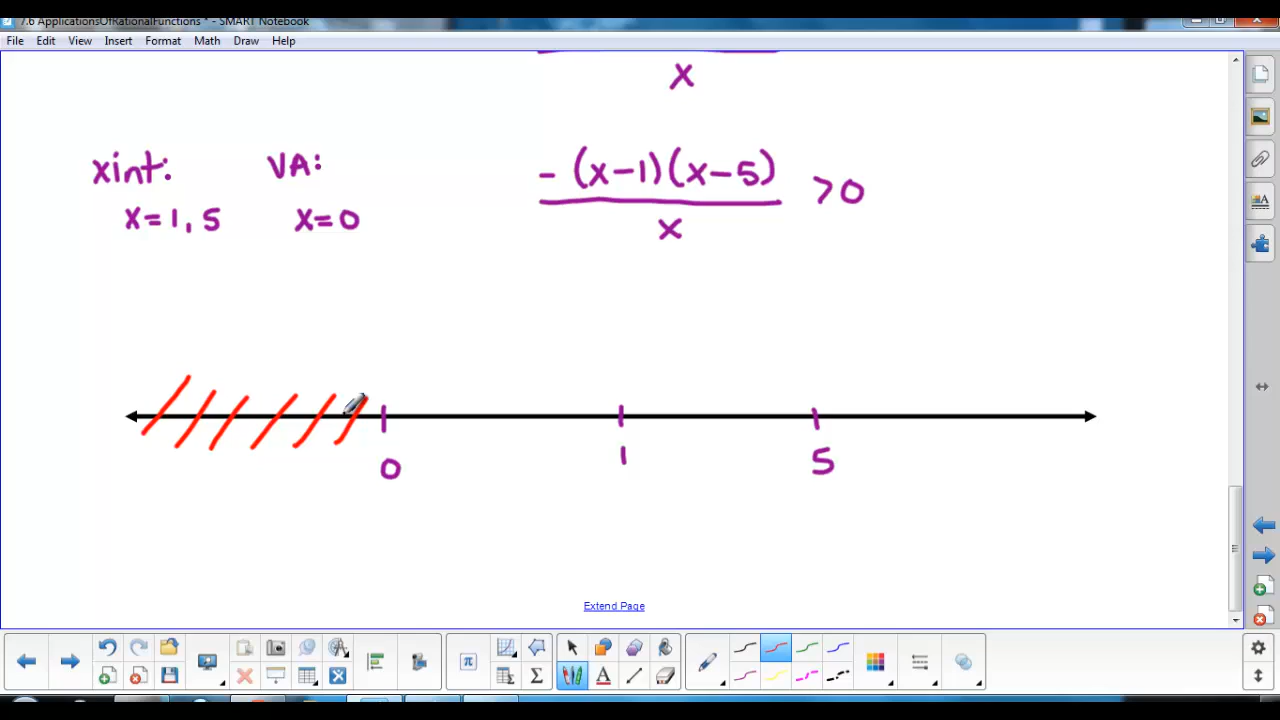 7.6 ApplicationsOfRationalFunctions * - SMART Notebook
File Edit View Insert Format Math Draw Help
x
xint: VA: -(x-1)(x-5) >0
x
x=1, 5 x=0
0 1 5
Extend Page